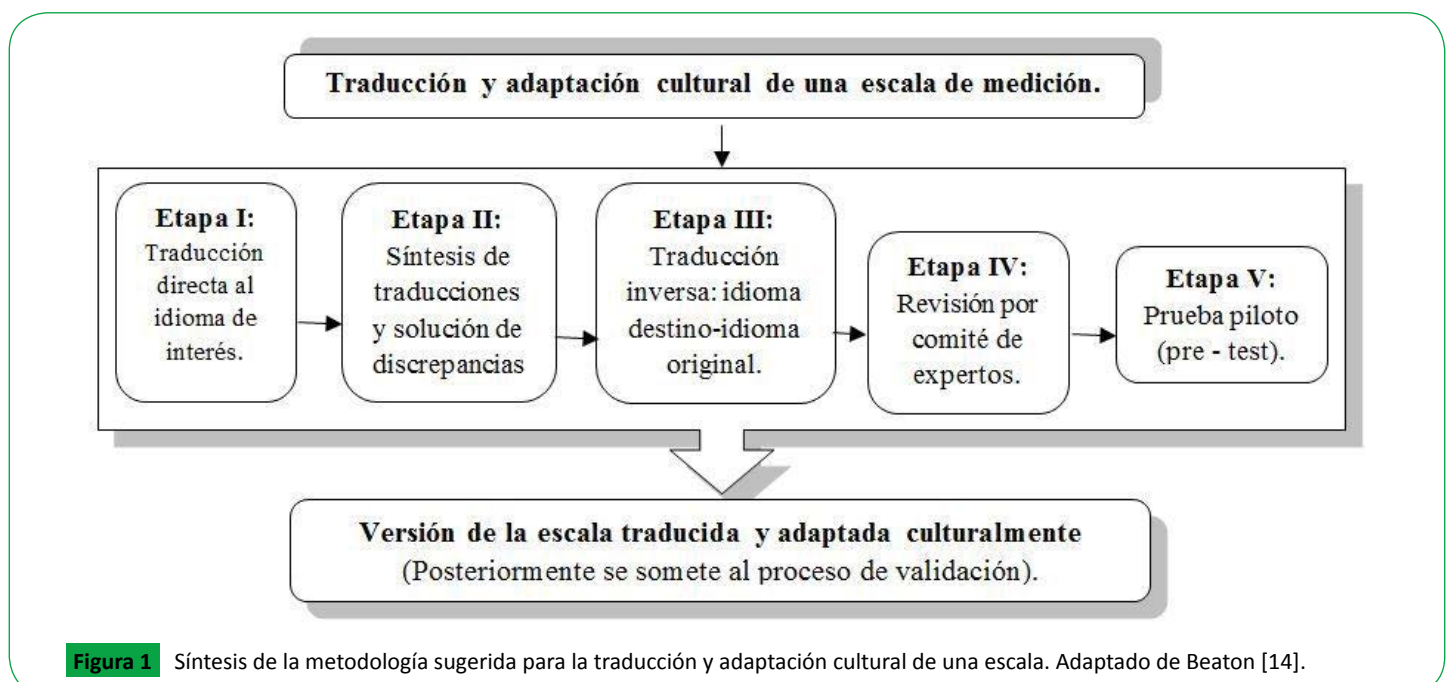 Traducción y adaptación cultural de una escala de medición.
Etapa I:
Traducción
directa al
idioma de
interés.
Etapa II:
Síntesis de
traducciones
y solución de
discrepancias
Etapa III:
Traducción
inversa: idioma
destino-idioma
original.
Etapa IV:
Revisión por
comité de
expertos.
Etapa V:
Prueba piloto
(pre - test).
Versión de la escala traducida y adaptada culturalmente
(Posteriormente se somete al proceso de validación).
Figura 1 Síntesis de la metodología sugerida para la traducción y adaptación cultural de una escala. Adaptado de Beaton [14].